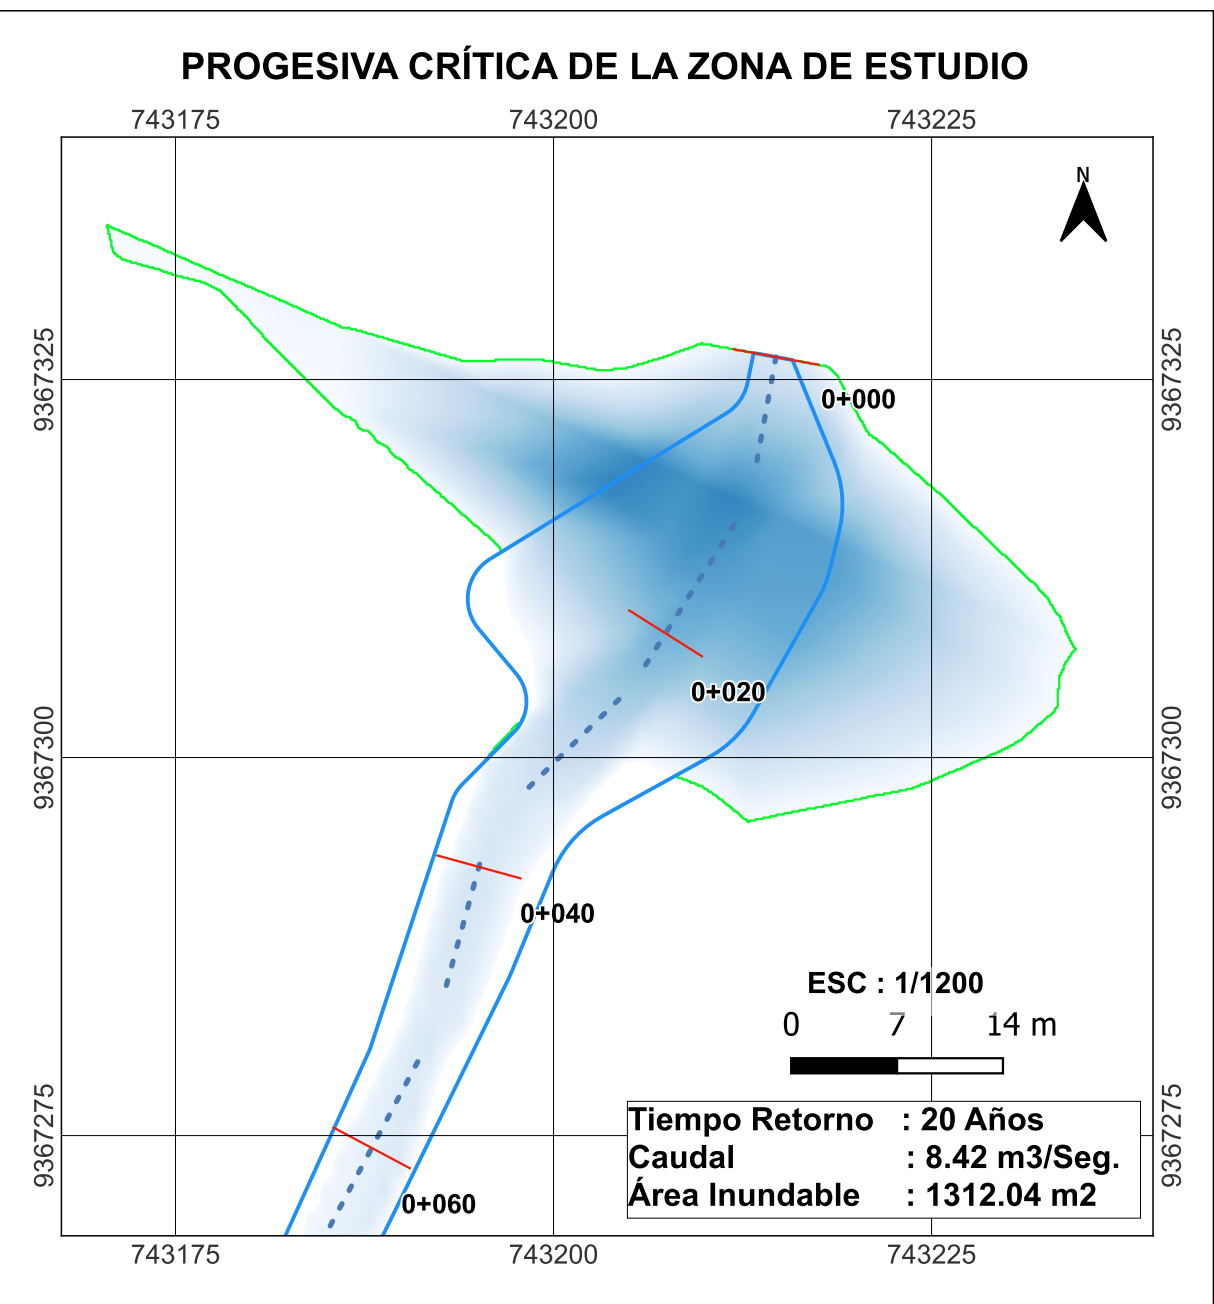 PROGESIVA CRÍTICA DE LA ZONA DE ESTUDIO
743175 743200 743225
N
9367325 9367325
0+000
0+020
9367300 9367300
0+040
ESC : 1/1200
0 7 14 m
9367275 9367275
Tiempo Retorno : 20 Años
Caudal : 8.42 m3/Seg.
Área Inundable : 1312.04 m2
0+060
743175 743200 743225